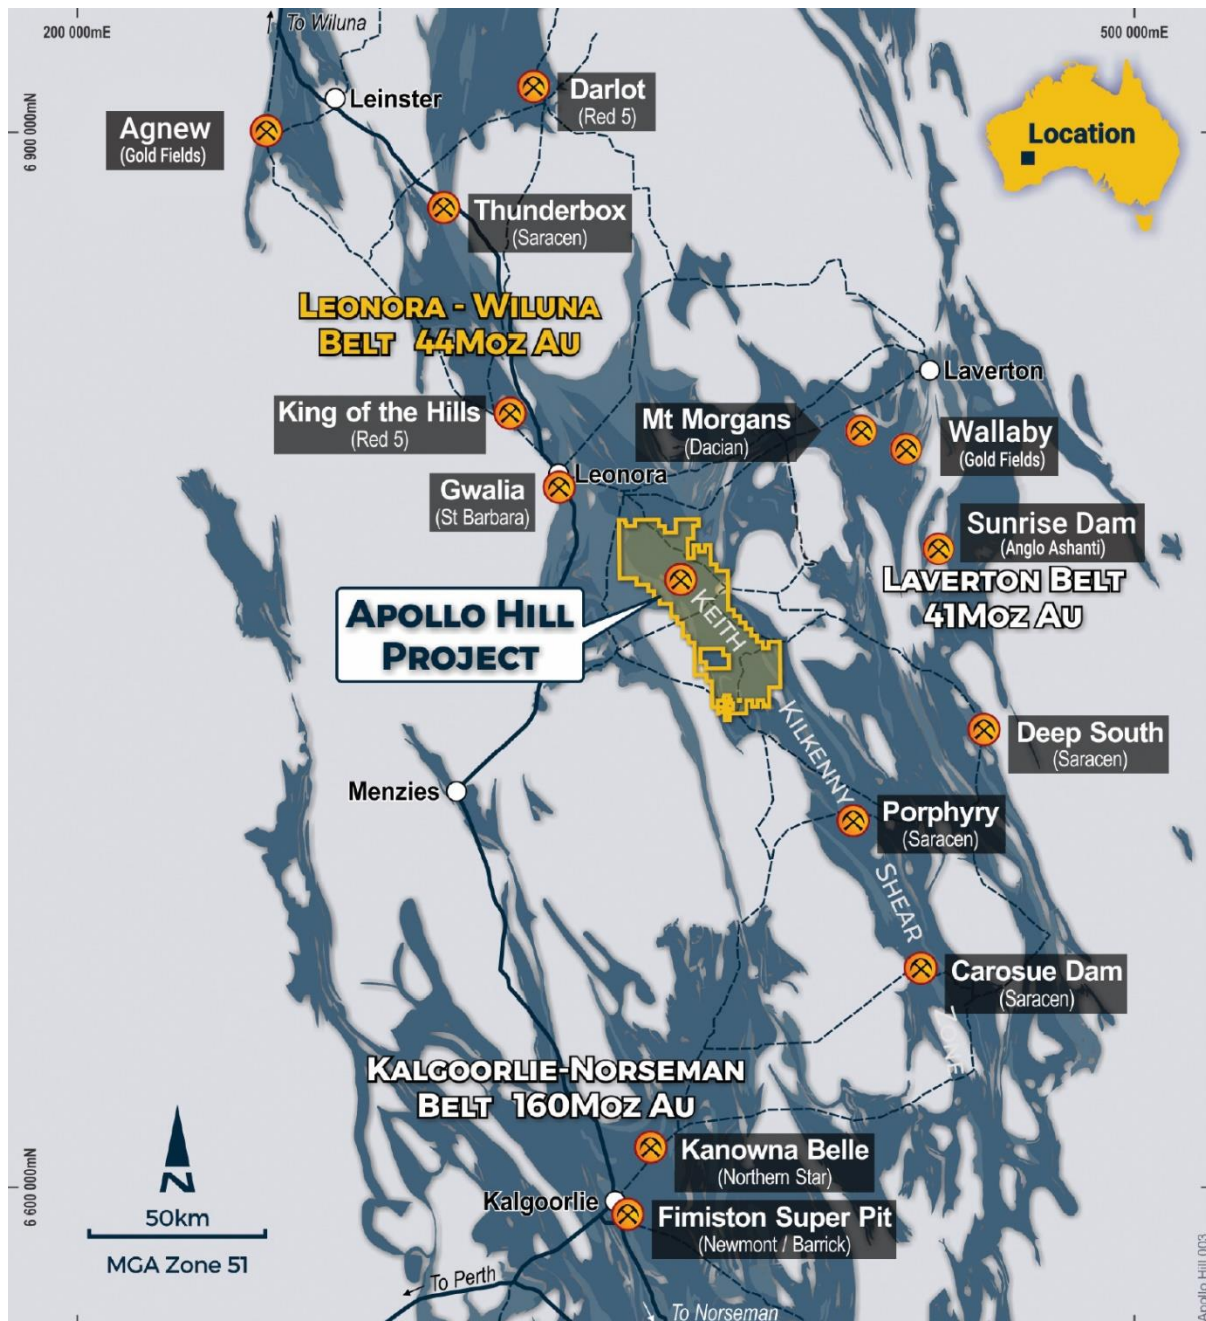 To Wiluna
200 000mE
500 000mE
Leinster
Darlot
(Red 5)
6 900 000mN
Agnew
(Gold Fields)
Location
Thunderbox
(Saracen)
LEONORA - WILUNA
BELT 44MOZ AU
Laverton
King of the Hills
(Red 5)
Mt Morgans
(Dacian)
Wallaby
(Gold Fields)
Leonora
Gwalia
(St Barbara)
Sunrise Dam
(Anglo Ashanti)
LAVERTON BELT
41MOZ AU
APOLLO HILL
PROJECT
KEITH
KILKENNY
SHEAR
ZONE
Deep South
(Saracen)
Menzies
Porphyry
(Saracen)
Carosue Dam
(Saracen)
KALGOORLIE-NORSEMAN
BELT 160MOZ AU
Kanowna Belle
(Northern Star)
N
6 600 000mN
Kalgoorlie
Fimiston Super Pit
(Newmont / Barrick)
50km
MGA Zone 51
To Perth
To Norseman
Apollo Hill 003